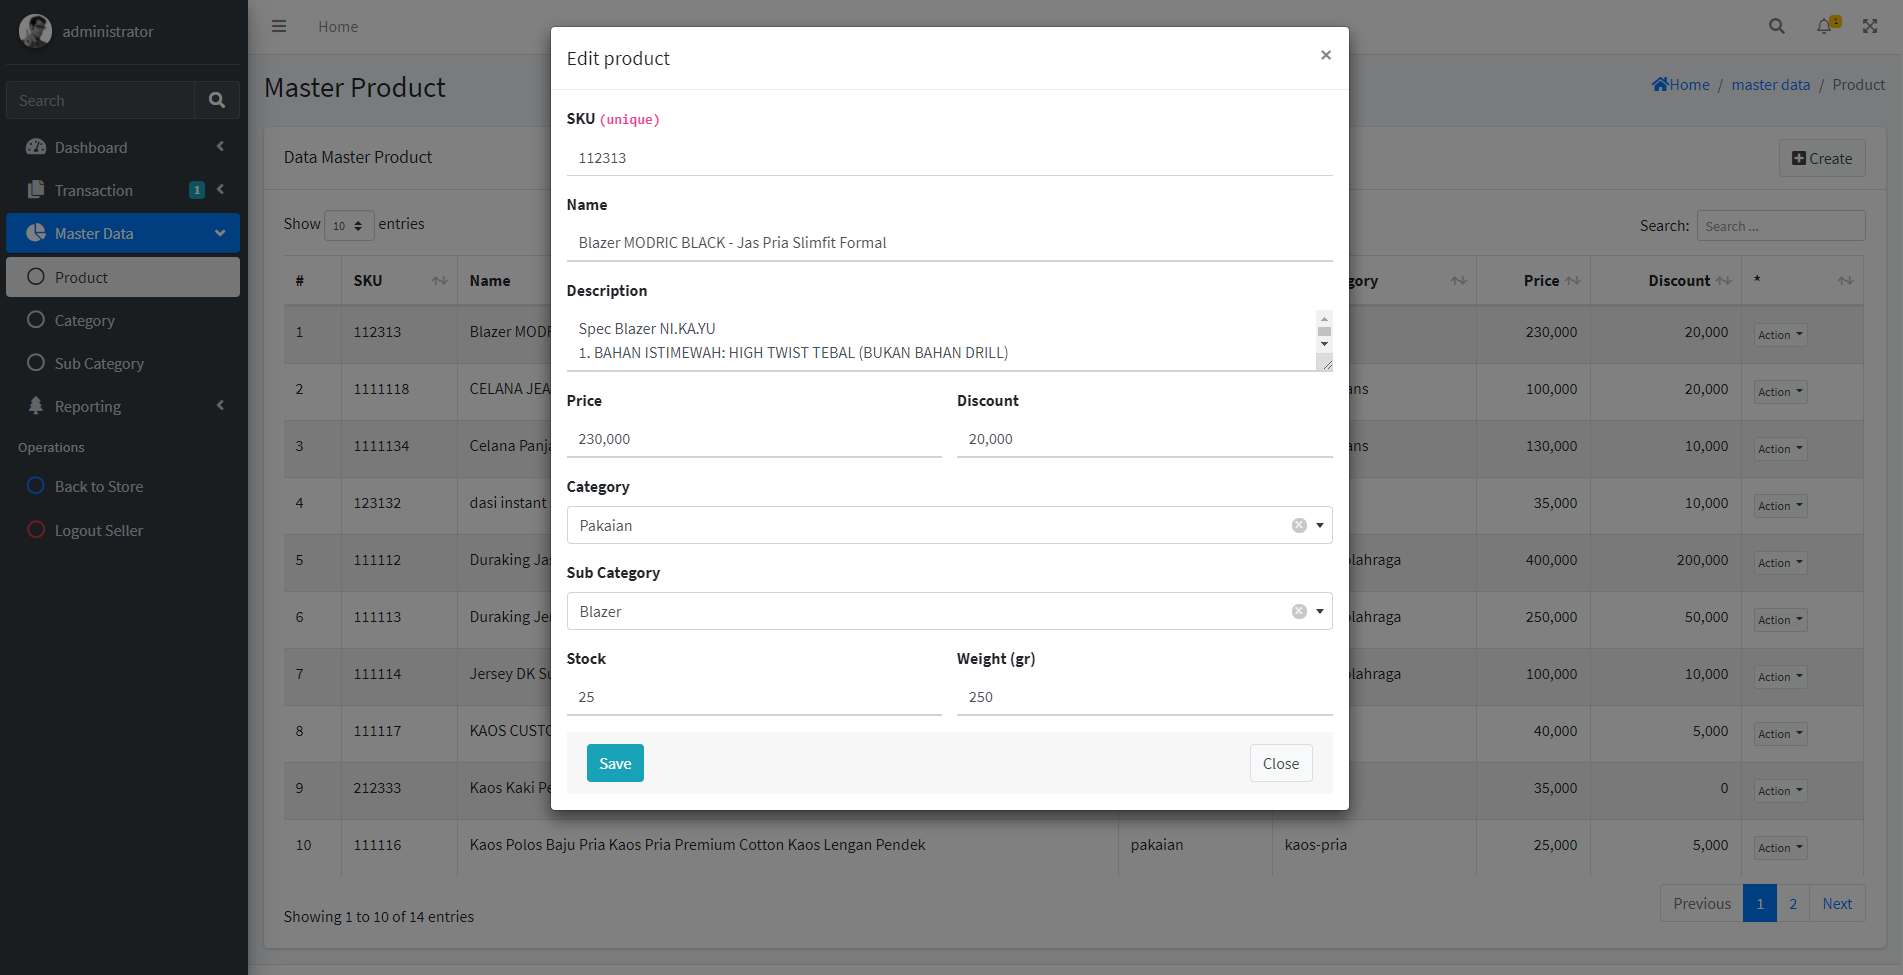 administrator
Search
Dashboard
Transaction 1
Master Data
Product
Category
Sub Category
Reporting
Operations
Back to Store
Logout Seller
Home
1
Master Product
Home / master data / Product
Data Master Product
Create
Show 10 entries
Search: Search ...
# SKU Name gory Price Discount *
1 112313 Blazer MODR 230,000 20,000 Action
2 1111118 CELANA JEA ans 100,000 20,000 Action
3 1111134 Celana Panja ans 130,000 10,000 Action
4 123132 dasi instant 35,000 10,000 Action
5 111112 Duraking Jas lahraga 400,000 200,000 Action
6 111113 Duraking Je lahraga 250,000 50,000 Action
7 111114 Jersey DK Su lahraga 100,000 10,000 Action
8 111117 KAOS CUSTO 40,000 5,000 Action
9 212333 Kaos Kaki Pe 35,000 0 Action
10 111116 Kaos Polos Baju Pria Kaos Pria Premium Cotton Kaos Lengan Pendek pakaian kaos-pria 25,000 5,000 Action
Showing 1 to 10 of 14 entries
Previous 1 2 Next
Edit product ×
SKU (unique)
112313
Name
Blazer MODRIC BLACK - Jas Pria Slimfit Formal
Description
Spec Blazer NI.KA.YU
1. BAHAN ISTIMEWAH: HIGH TWIST TEBAL (BUKAN BAHAN DRILL)
Price Discount
230,000 20,000
Category
Pakaian
Sub Category
Blazer
Stock Weight (gr)
25 250
Save Close